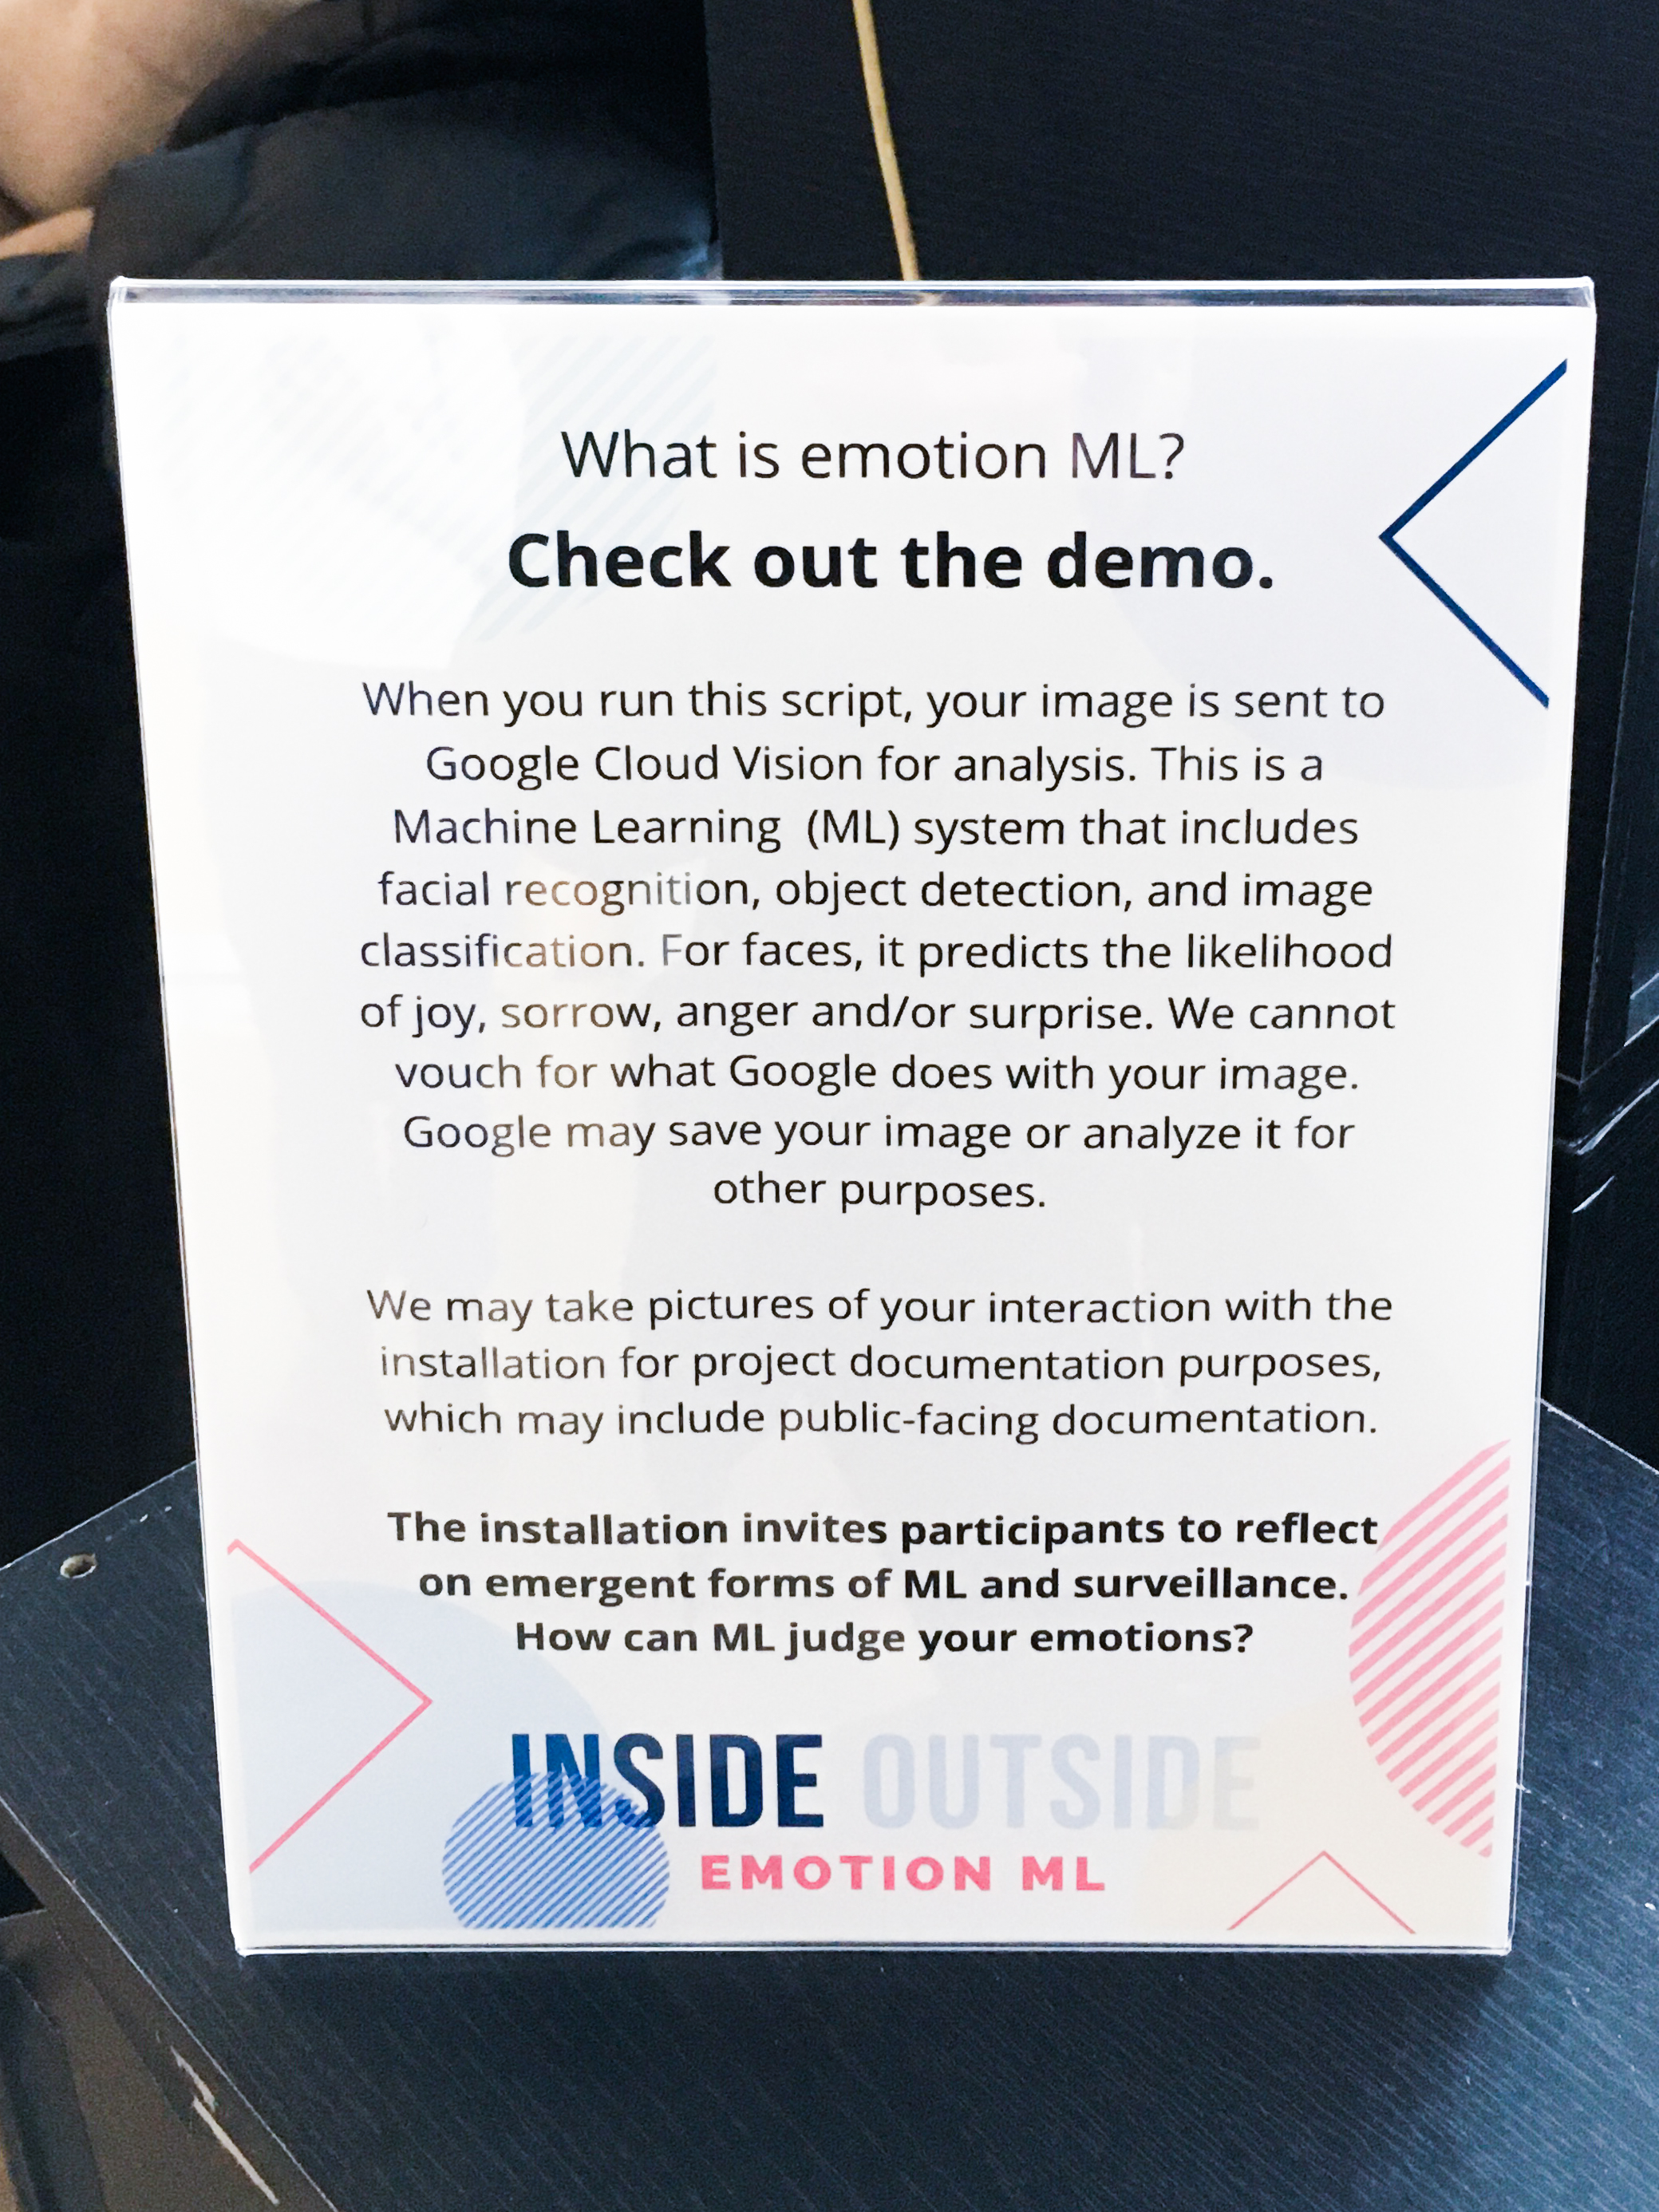 What is emotion ML?
Check out the demo.
When you run this script, your image is sent to
Google Cloud Vision for analysis. This is a
Machine Learning  (ML) system that includes
facial recognition, object detection, and image
classification. For faces, it predicts the likelihood
of joy, sorrow, anger and/or surprise. We cannot
vouch for what Google does with your image.
Google may save your image or analyze it for
other purposes.
We may take pictures of your interaction with the
installation for project documentation purposes,
which may include public-facing documentation.
The installation invites participants to reflect
on emergent forms of ML and surveillance.
How can ML judge your emotions?
INSIDE OUTSIDE
EMOTION ML